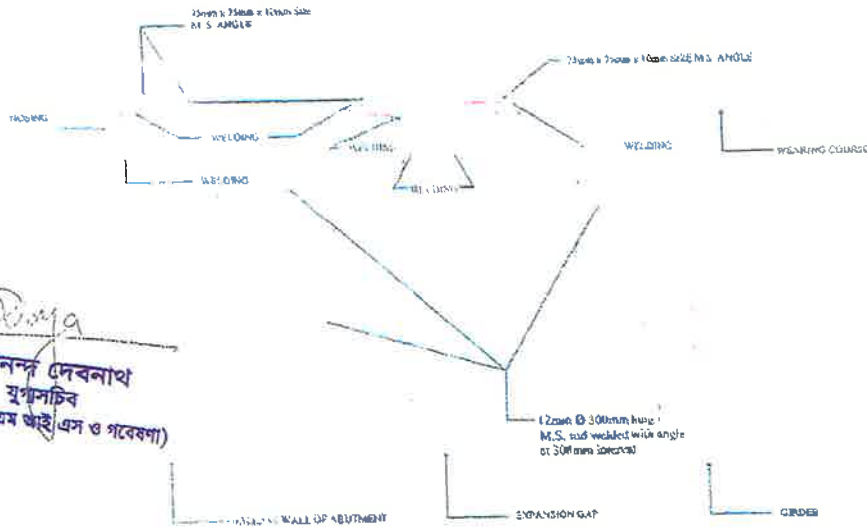 75mm x 75mm x 10mm Size
M.S. ANGLE
75mm x 75mm x 10mm SIZE M.S. ANGLE
NOSING
WELDING
WELDING
WELDING
WEARING COURSE
WELDING
WELDING
দেবনাথ
যুগ্মসচিব
এম আই এস ও গবেষণা)
12mm Ø 300mm long
M.S. rod welded with angle
at 300mm interval
WALL OF ABUTMENT
EXPANSION GAP
GIRDER